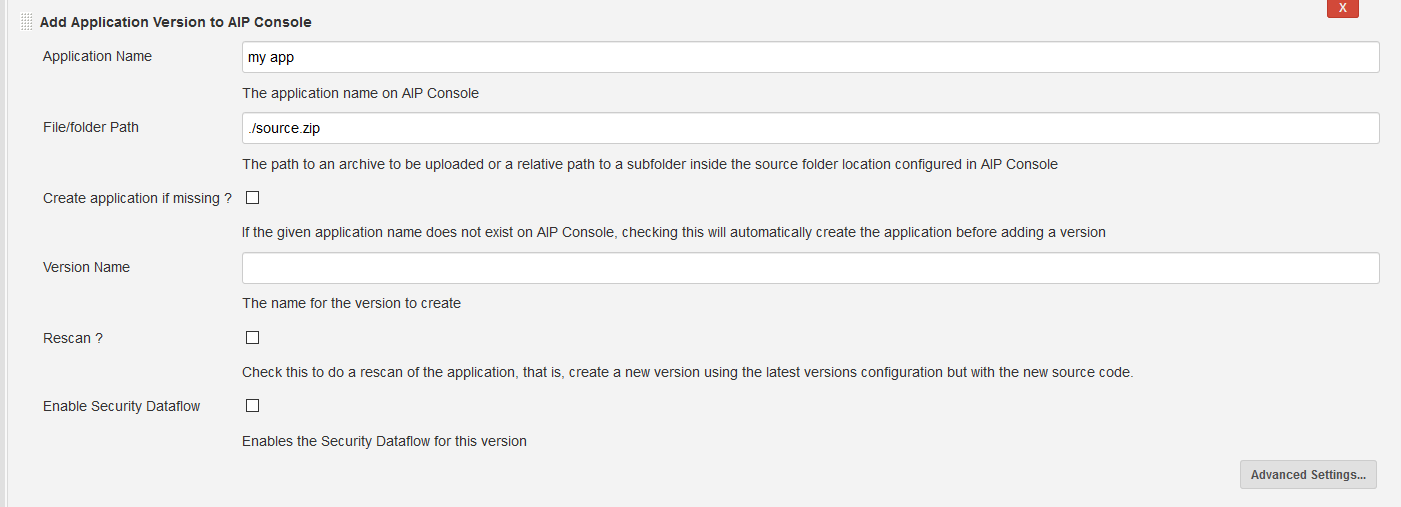 Add Application Version to AIP Console
X
Application Name
my app
The application name on AIP Console
File/folder Path
./source.zip
The path to an archive to be uploaded or a relative path to a subfolder inside the source folder location configured in AIP Console
Create application if missing ?
If the given application name does not exist on AIP Console, checking this will automatically create the application before adding a version
Version Name
The name for the version to create
Rescan ?
Check this to do a rescan of the application, that is, create a new version using the latest versions configuration but with the new source code.
Enable Security Dataflow
Enables the Security Dataflow for this version
Advanced Settings...